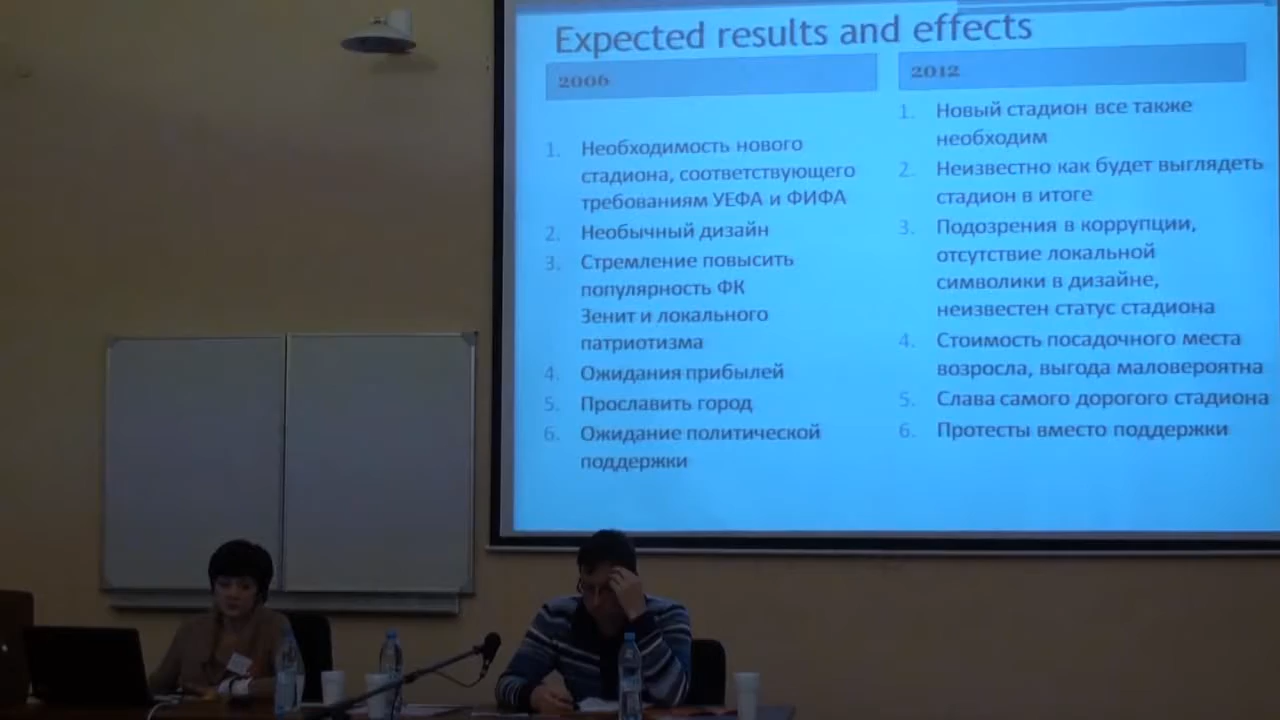 Expected results and effects
2006
1. Необходимость нового
стадиона, соответствующего
требованиям УЕФА и ФИФА
2. Необычный дизайн
3. Стремление повысить
популярность ФК
Зенит и локального
патриотизма
4. Ожидания прибылей
5. Прославить город
6. Ожидание политической
поддержки
2012
1. Новый стадион все также
необходим
2. Неизвестно как будет выглядеть
стадион в итоге
3. Подозрения в коррупции,
отсутствие локальной
символики в дизайне,
неизвестен статус стадиона
4. Стоимость посадочного места
возросла, выгода маловероятна
5. Слава самого дорогого стадиона
6. Протесты вместо поддержки